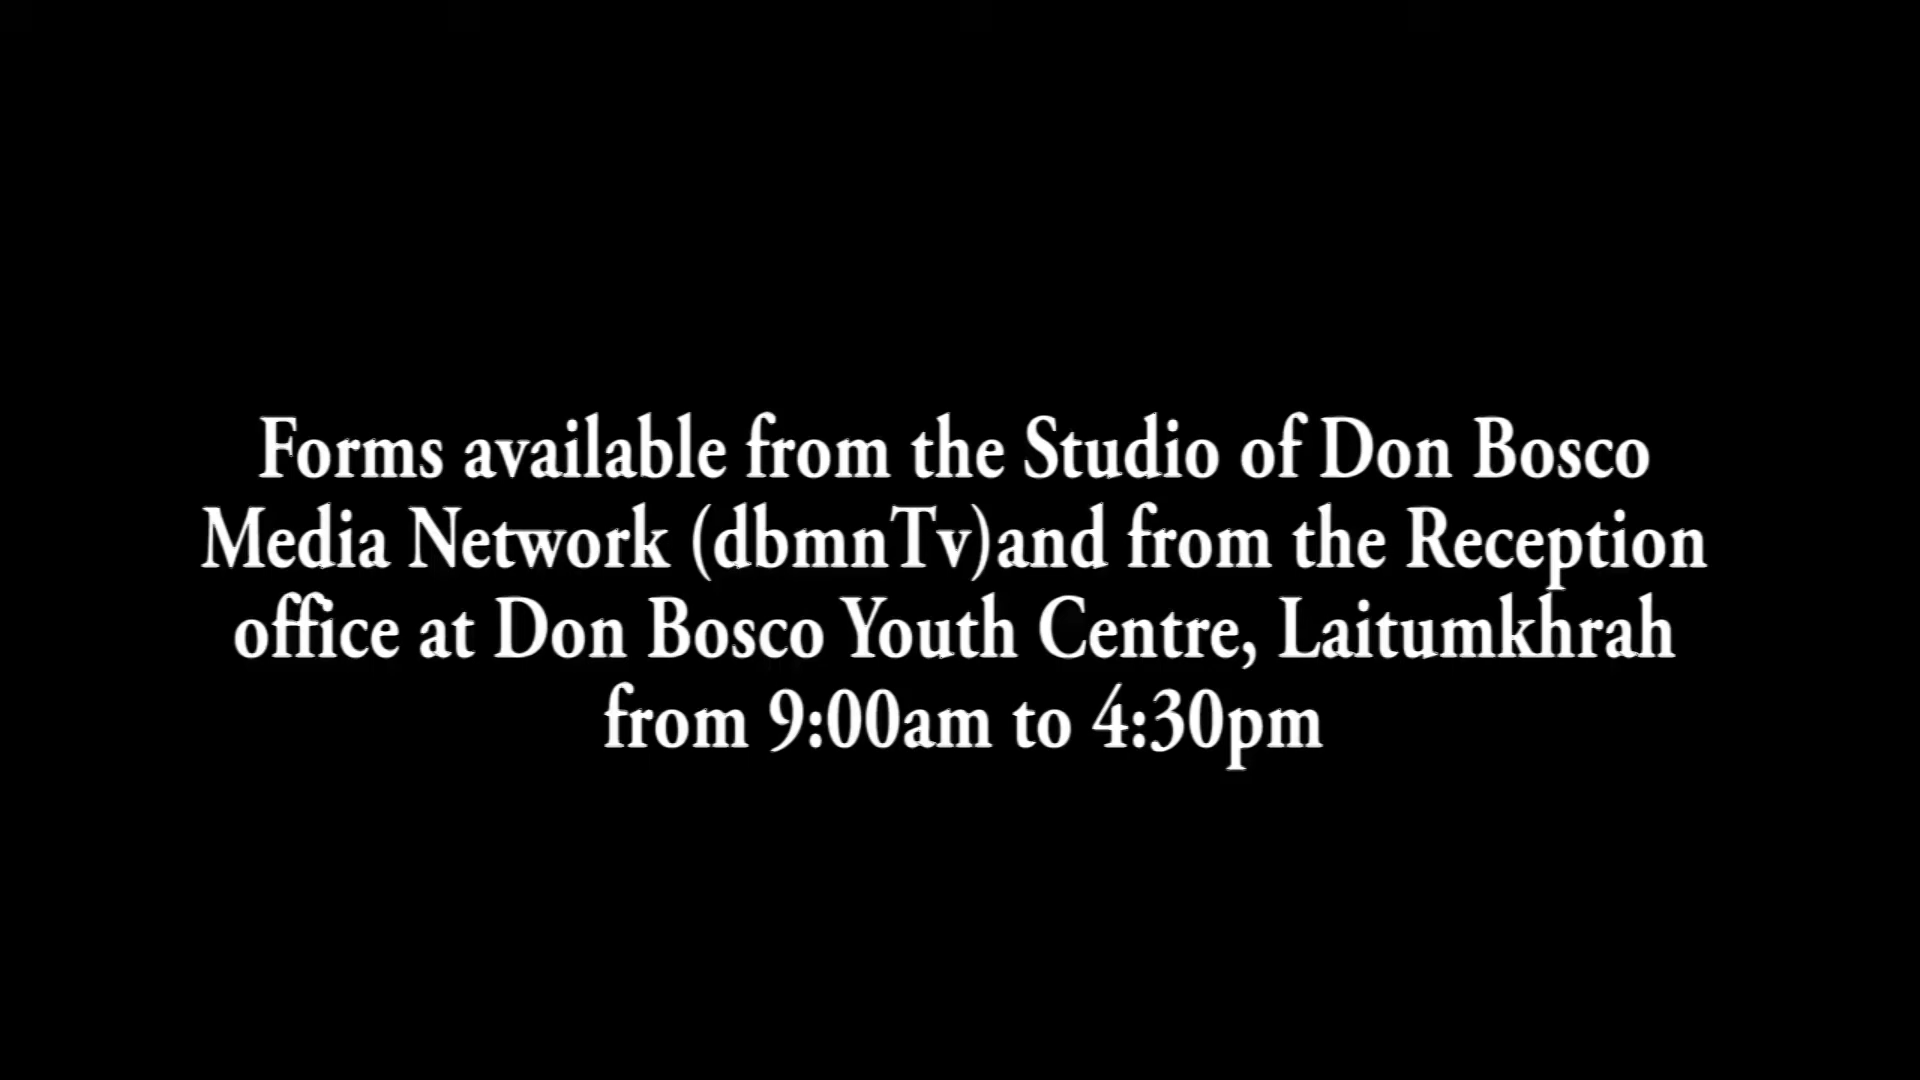 Forms available from the Studio of Don Bosco
Media Network (dbmnTv)and from the Reception
office at Don Bosco Youth Centre, Laitumkhrah
from 9:00am to 4:30pm